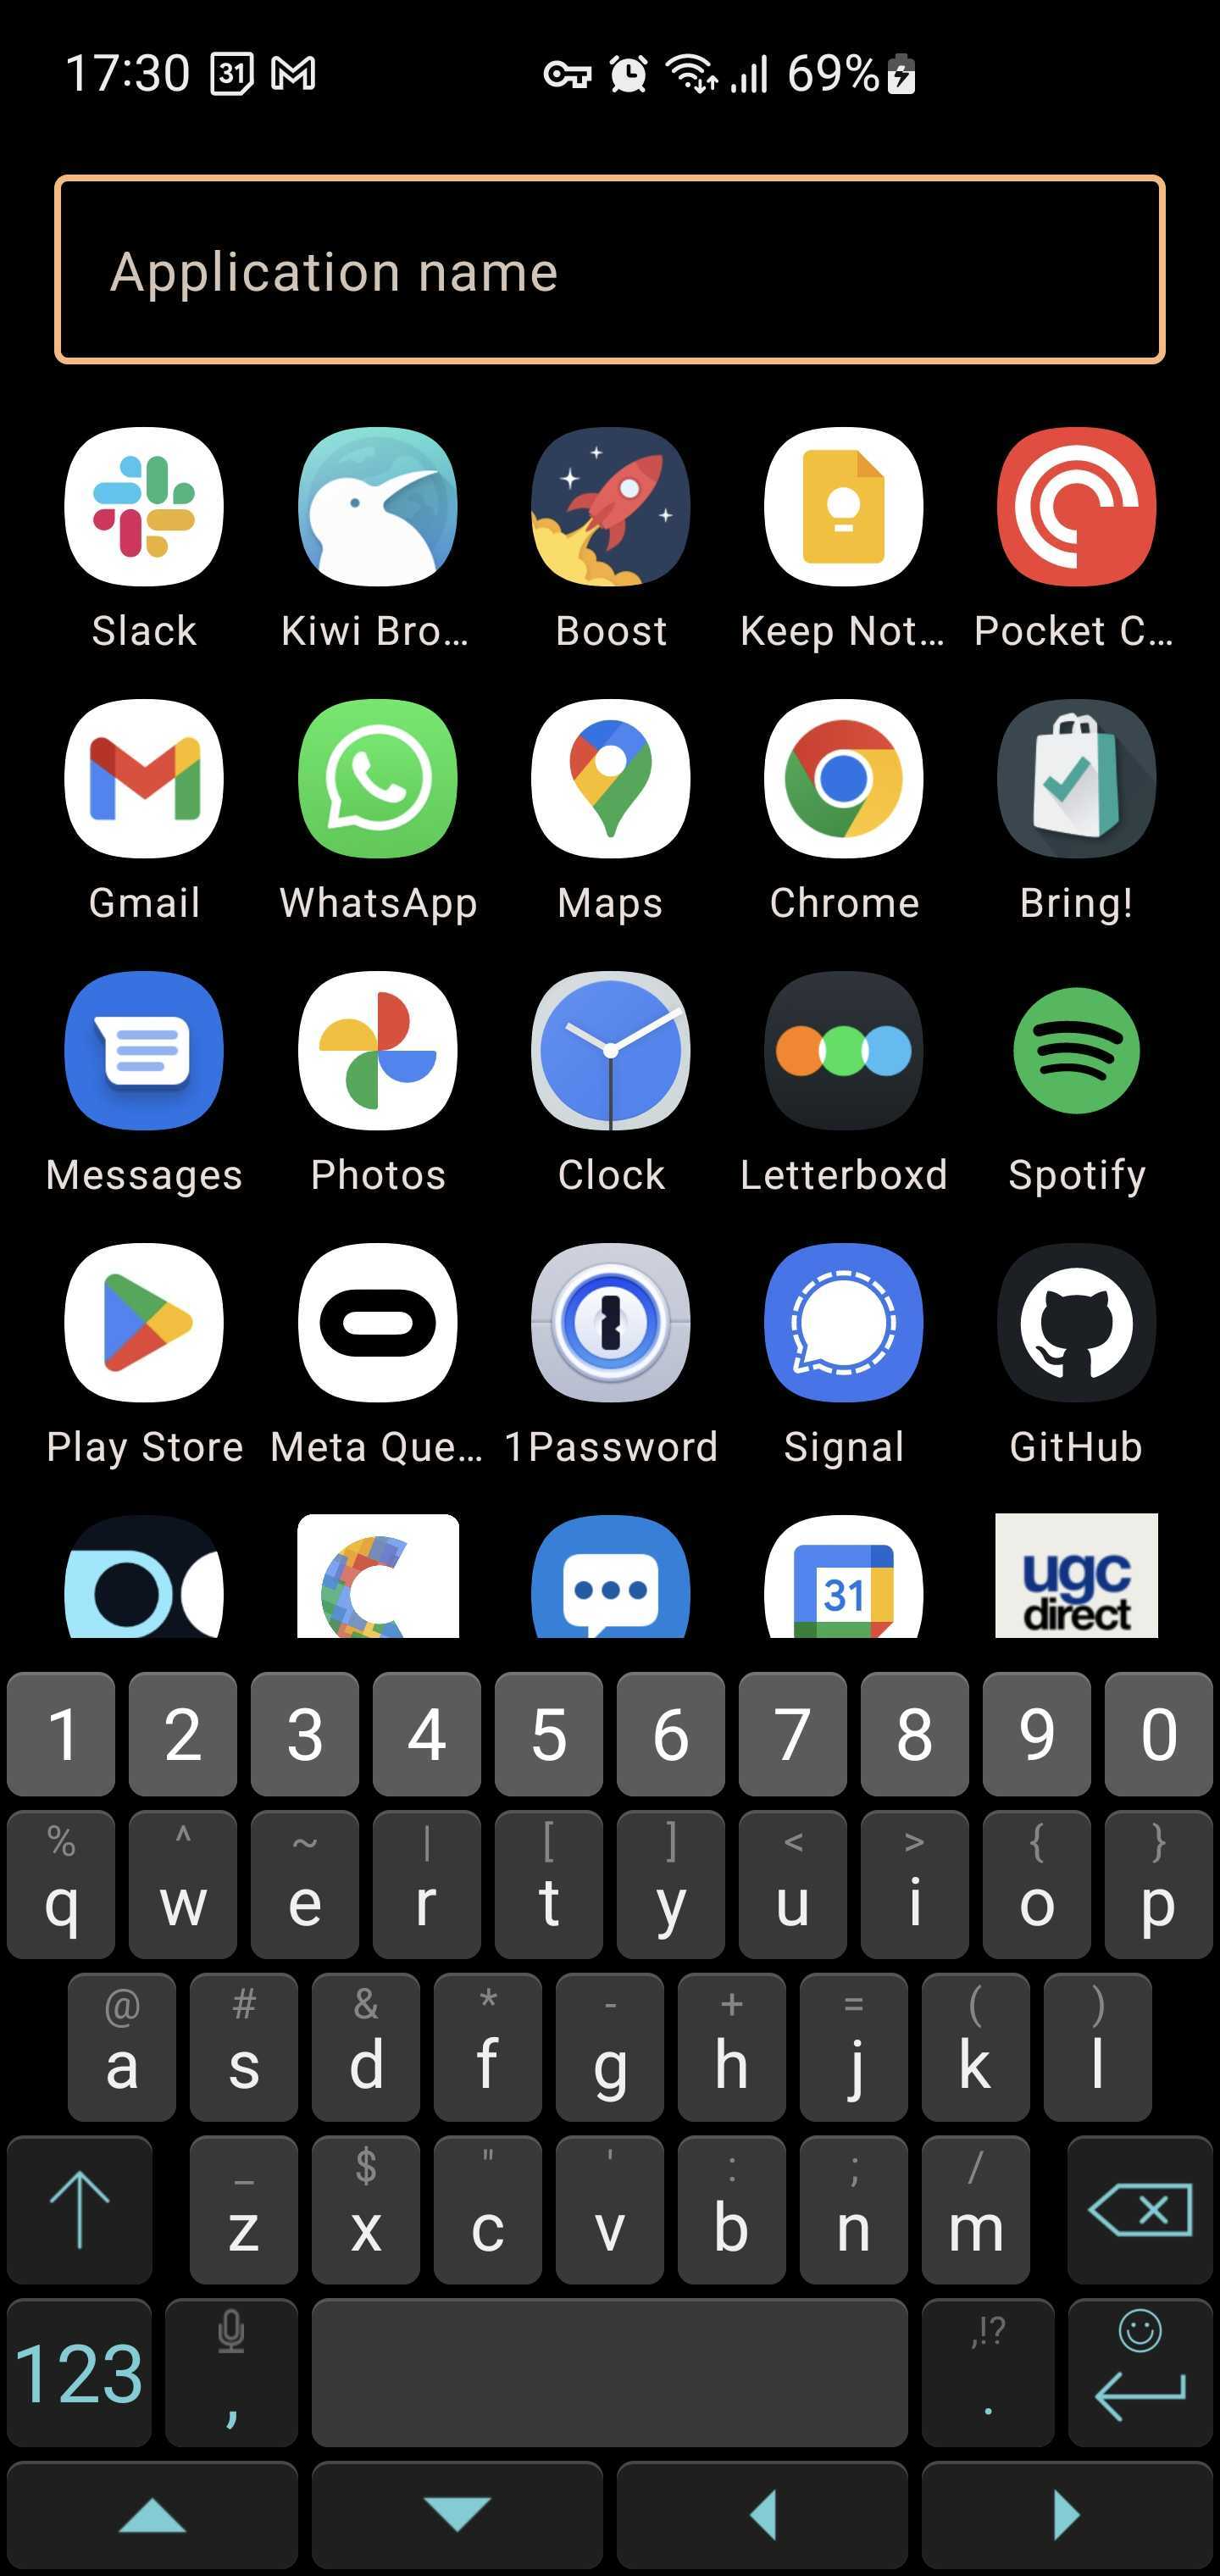 17:30 31 69%
Application name
Slack Kiwi Bro... Boost Keep Not... Pocket C...
Gmail WhatsApp Maps Chrome Bring!
Messages Photos Clock Letterboxd Spotify
Play Store Meta Que... 1Password Signal GitHub
31 ugc direct
1 2 3 4 5 6 7 8 9 0
% ^ ~ | [ ] < > { }
q w e r t y u i o p
@ # & * - + = ( )
a s d f g h j k l
_ $ " ' : ; /
z x c v b n m
,!?
123 , .